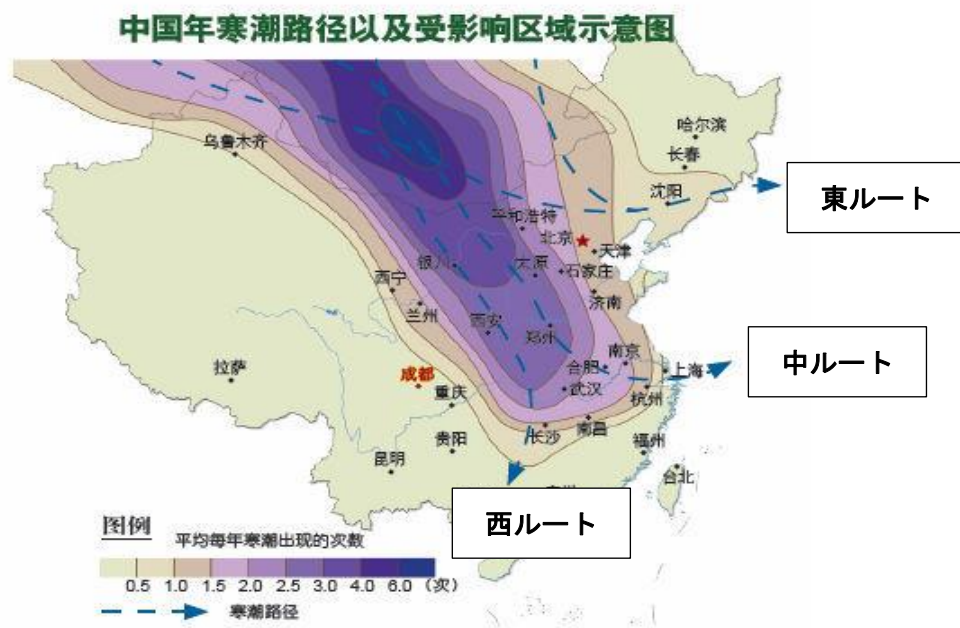 中国年寒潮路径以及受影响区域示意图
哈尔滨
乌鲁木齐
长春
沈阳
東ルート
平和浩特
北京
天津
银川
太原
石家庄
西宁
济南
兰州
西安
郑州
南京
中ルート
合肥
上海
拉萨
成都
武汉
重庆
杭州
南昌
长沙
贵阳
福州
昆明
台北
西ルート
图例
平均每年寒潮出现的次数
0.5 1.0 1.5 2.0 2.5 3.0 4.0 6.0 (次)
寒潮路径